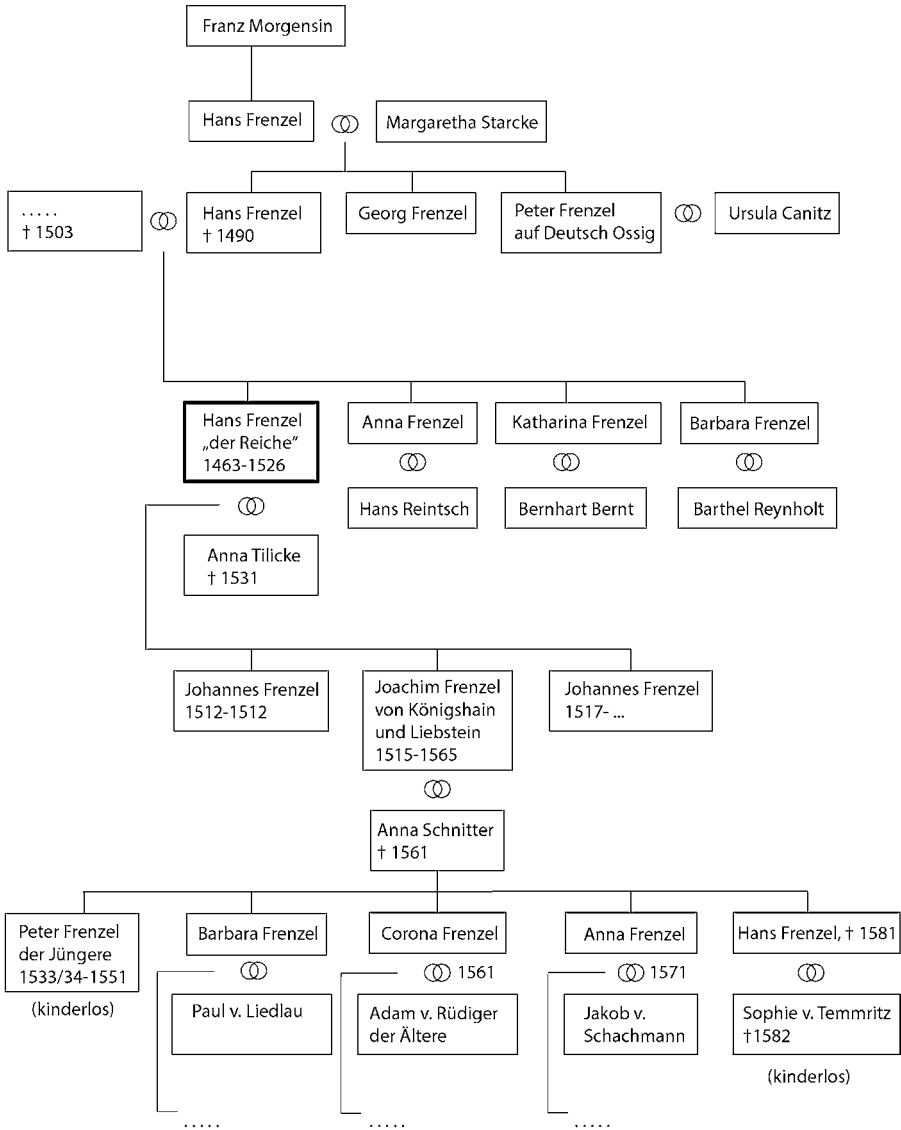 Franz Morgensin
Hans Frenzel
Margaretha Starcke
.....
† 1503
Hans Frenzel
† 1490
Georg Frenzel
Peter Frenzel
auf Deutsch Ossig
Ursula Canitz
Hans Frenzel
„der Reiche“
1463-1526
Anna Frenzel
Katharina Frenzel
Barbara Frenzel
Hans Reintsch
Bernhart Bernt
Barthel Reynholt
Anna Tilicke
† 1531
Johannes Frenzel
1512-1512
Joachim Frenzel
von Königshain
und Liebstein
1515-1565
Johannes Frenzel
1517- ...
Anna Schnitter
† 1561
Peter Frenzel
der Jüngere
1533/34-1551
(kinderlos)
Barbara Frenzel
Corona Frenzel
Anna Frenzel
Hans Frenzel, † 1581
1561
1571
Paul v. Liedlau
Adam v. Rüdiger
der Ältere
Jakob v.
Schachmann
Sophie v. Temmritz
†1582
(kinderlos)
.....
.....
.....